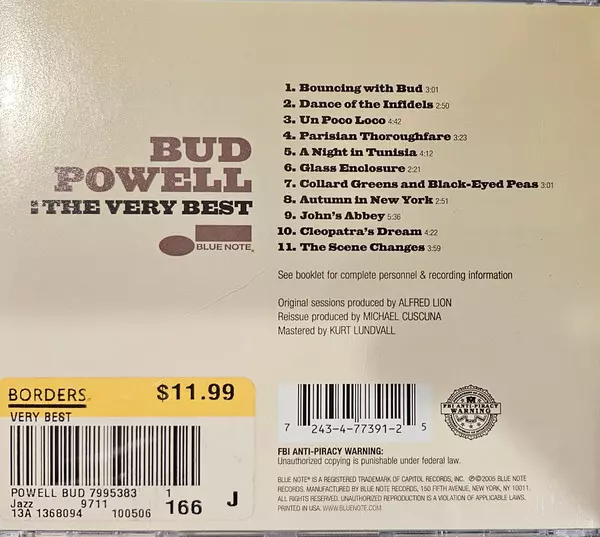 1. Bouncing with Bud 3:01
2. Dance of the Infidels 2:50
3. Un Poco Loco 4:42
4. Parisian Thoroughfare 3:23
5. A Night in Tunisia 4:12
6. Glass Enclosure 2:21
7. Collard Greens and Black-Eyed Peas 3:01
8. Autumn in New York 2:51
9. John's Abbey 5:36
10. Cleopatra's Dream 4:22
11. The Scene Changes 3:59
BUD
POWELL
:THE VERY BEST
BLUE NOTE
See booklet for complete personnel & recording information
Original sessions produced by ALFRED LION
Reissue produced by MICHAEL CUSCUNA
Mastered by KURT LUNDVALL
BORDERS. $11.99
VERY BEST
POWELL BUD 7995383 1
Jazz 9711 166 J
13A 1368094 100506
7 243-4-77391-2 5
FBI ANTI-PIRACY
WARNING
FBI ANTI-PIRACY WARNING:
Unauthorized copying is punishable under federal law.
BLUE NOTE® IS A REGISTERED TRADEMARK OF CAPITOL RECORDS, INC. ℗©2005 BLUE NOTE
RECORDS. MANUFACTURED BY BLUE NOTE RECORDS, 150 FIFTH AVENUE, NEW YORK, NY 10011.
ALL RIGHTS RESERVED. UNAUTHORIZED REPRODUCTION IS A VIOLATION OF APPLICABLE LAWS.
PRINTED IN USA. WWW.BLUENOTE.COM